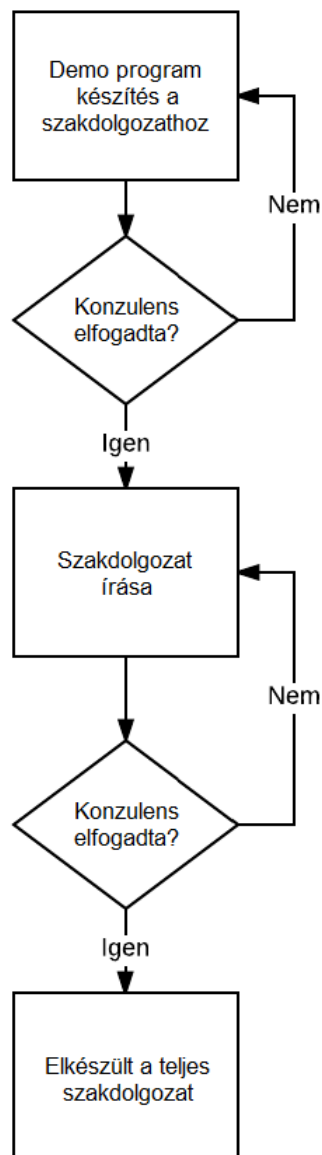 Demo program
készítés a
szakdolgozathoz
Nem
Konzulens
elfogadta?
Igen
Szakdolgozat
írása
Nem
Konzulens
elfogadta?
Igen
Elkészült a teljes
szakdolgozat